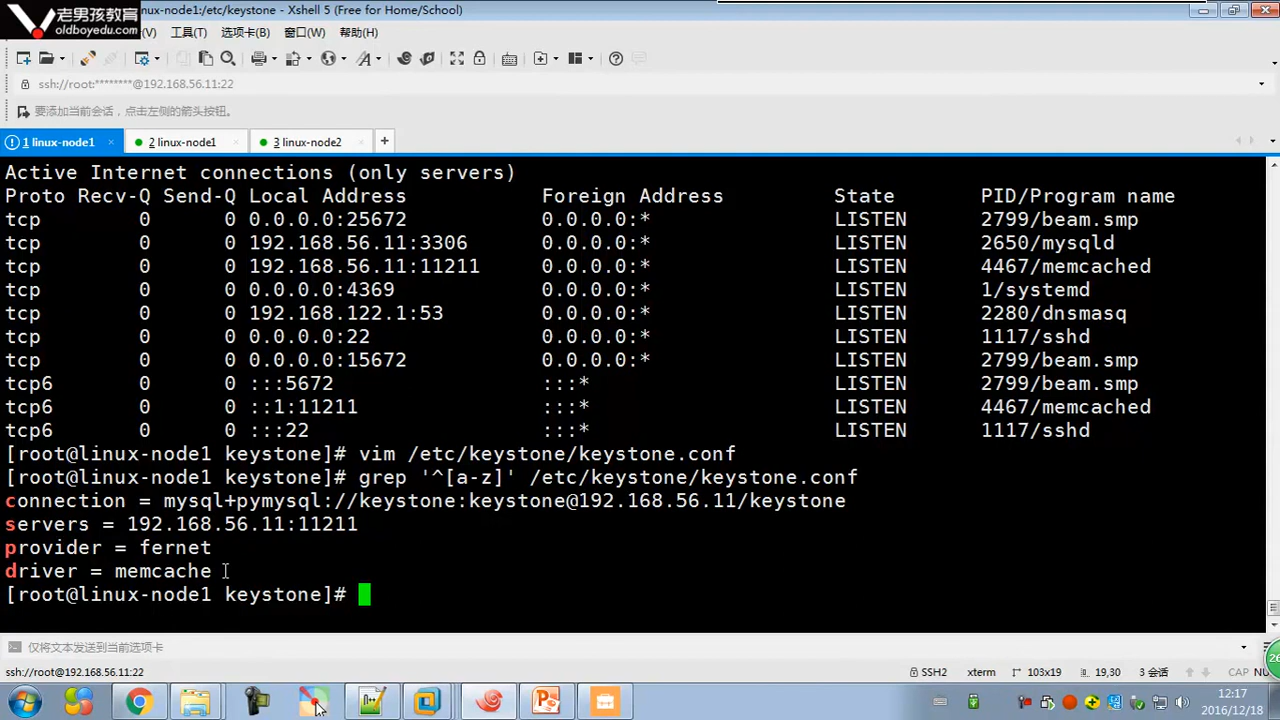 老男孩教育
oldboyedu.com
inux-node1:/etc/keystone - Xshell 5 (Free for Home/School)
(V) 工具(T) 选项卡(B) 窗口(W) 帮助(H)
ssh://root:********@192.168.56.11:22
要添加当前会话，点击左侧的箭头按钮。
1 linux-node1 × 2 linux-node1 × 3 linux-node2 × +
Active Internet connections (only servers)
Proto Recv-Q Send-Q Local Address Foreign Address State PID/Program name
tcp 0 0 0.0.0.0:25672 0.0.0.0:* LISTEN 2799/beam.smp
tcp 0 0 192.168.56.11:3306 0.0.0.0:* LISTEN 2650/mysqld
tcp 0 0 192.168.56.11:11211 0.0.0.0:* LISTEN 4467/memcached
tcp 0 0 0.0.0.0:4369 0.0.0.0:* LISTEN 1/systemd
tcp 0 0 192.168.122.1:53 0.0.0.0:* LISTEN 2280/dnsmasq
tcp 0 0 0.0.0.0:22 0.0.0.0:* LISTEN 1117/sshd
tcp 0 0 0.0.0.0:15672 0.0.0.0:* LISTEN 2799/beam.smp
tcp6 0 0 :::5672 :::* LISTEN 2799/beam.smp
tcp6 0 0 ::1:11211 :::* LISTEN 4467/memcached
tcp6 0 0 :::22 :::* LISTEN 1117/sshd
[root@linux-node1 keystone]# vim /etc/keystone/keystone.conf
[root@linux-node1 keystone]# grep '^[a-z]' /etc/keystone/keystone.conf
connection = mysql+pymysql://keystone:keystone@192.168.56.11/keystone
servers = 192.168.56.11:11211
provider = fernet
driver = memcache
[root@linux-node1 keystone]#
仅将文本发送到当前选项卡
ssh://root@192.168.56.11:22 SSH2 xterm 103x19 19,30 3 会话 CAP
26
12:17
2016/12/18